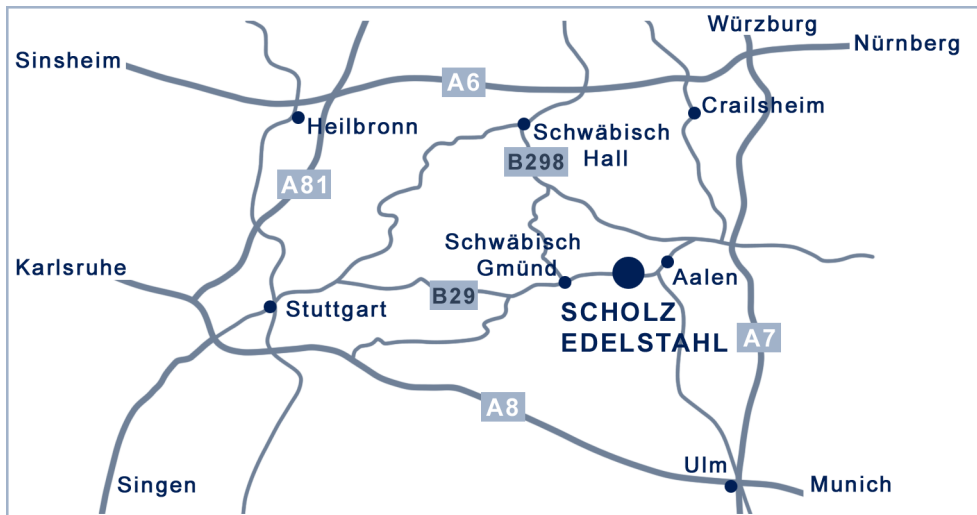 Würzburg
Nürnberg
Sinsheim
A6
Crailsheim
Heilbronn
Schwäbisch
Hall
B298
A81
Schwäbisch
Gmünd
Karlsruhe
Aalen
B29
Stuttgart
SCHOLZ
EDELSTAHL
A7
A8
Ulm
Singen
Munich